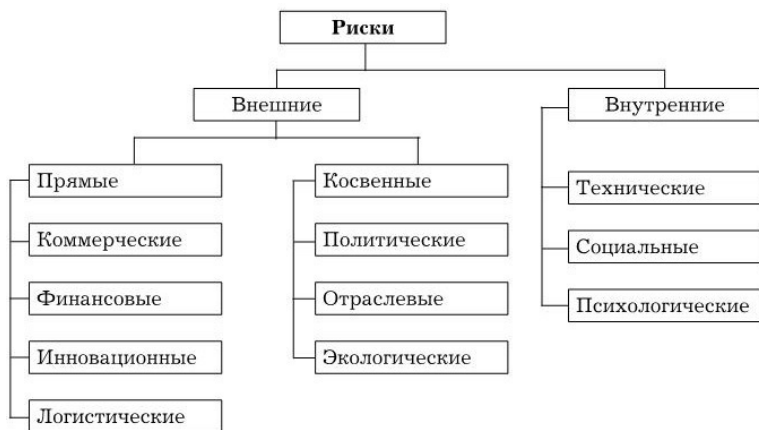 Риски
Внешние
Внутренние
Прямые
Коммерческие
Финансовые
Инновационные
Логистические
Косвенные
Политические
Отраслевые
Экологические
Технические
Социальные
Психологические